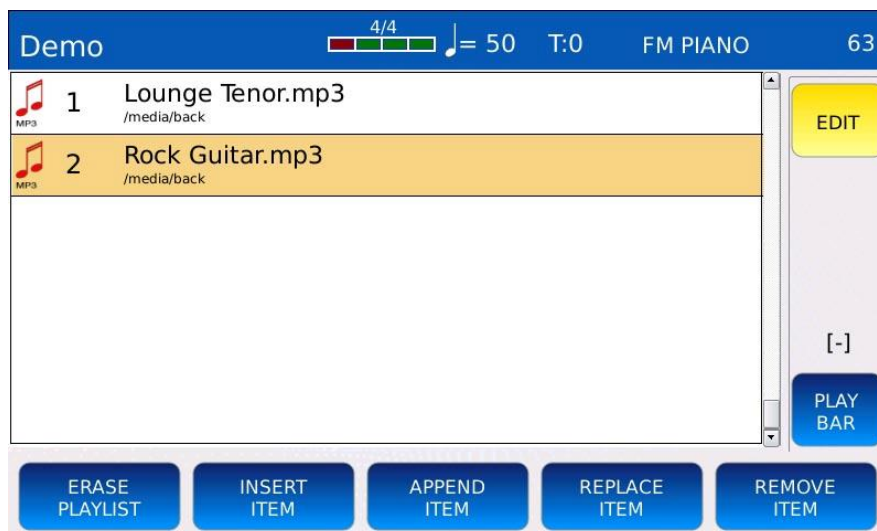 Demo
4/4
= 50
T:0
FM PIANO
63
MP3
1
Lounge Tenor.mp3
/media/back
MP3
2
Rock Guitar.mp3
/media/back
EDIT
[-]
PLAY
BAR
ERASE
PLAYLIST
INSERT
ITEM
APPEND
ITEM
REPLACE
ITEM
REMOVE
ITEM